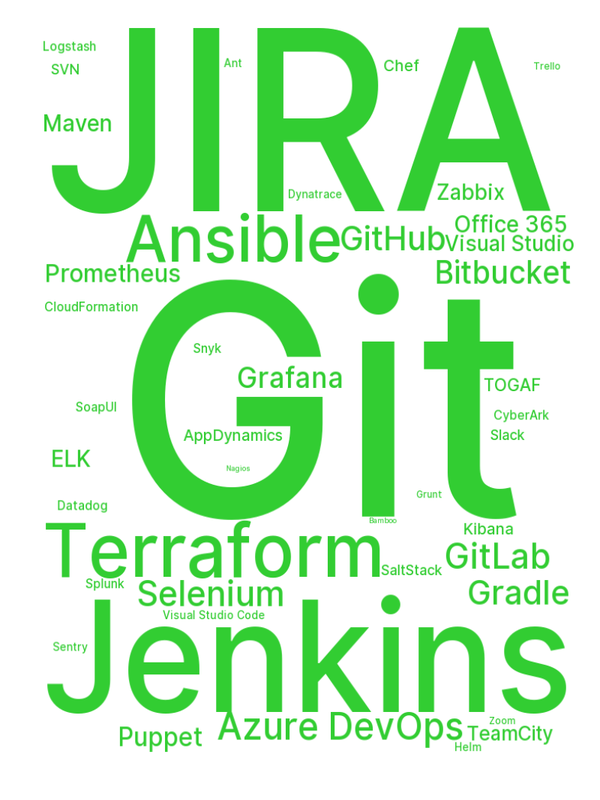 JIRA
Logstash
Ant
Chef
Trello
SVN
Maven
Dynatrace
Zabbix
Ansible
GitHub
Office 365
Visual Studio
Prometheus
Bitbucket
CloudFormation
Git
Snyk
Grafana
TOGAF
SoapUI
CyberArk
AppDynamics
Slack
ELK
Nagios
Grunt
Datadog
Bamboo
Kibana
Terraform
GitLab
SaltStack
Splunk
Selenium
Gradle
Visual Studio Code
Jenkins
Sentry
Azure DevOps
Zoom
Puppet
TeamCity
Helm